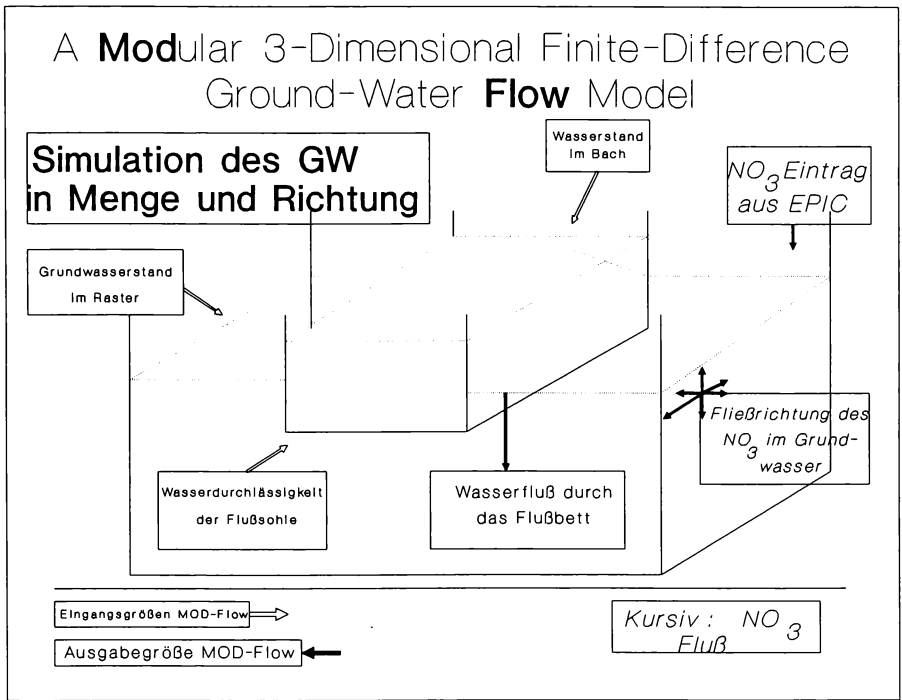 A Modular 3-Dimensional Finite-Difference
Ground-Water Flow Model
Simulation des GW
in Menge und Richtung
Wasserstand
im Bach
NO3 Eintrag
aus EPIC
Grundwasserstand
im Raster
Fließrichtung des
NO3 im Grund-
wasser
Wasserdurchlässigkeit
der Flußsohle
Wasserfluß durch
das Flußbett
Eingangsgrößen MOD-Flow
Ausgabegröße MOD-Flow
Kursiv : NO3
Fluß